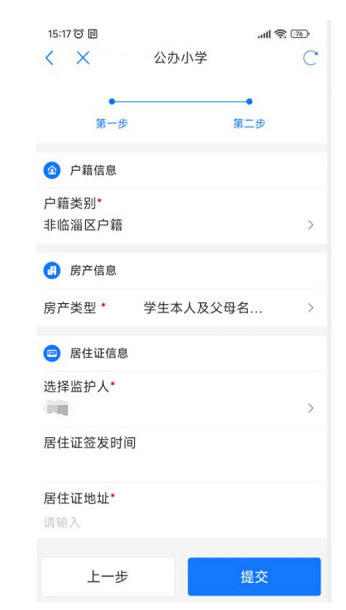 15:17
76
公办小学
第一步
第二步
户籍信息
户籍类别*
非临淄区户籍
房产信息
房产类型 * 学生本人及父母名...
居住证信息
选择监护人*
居住证签发时间
居住证地址*
请输入
上一步
提交